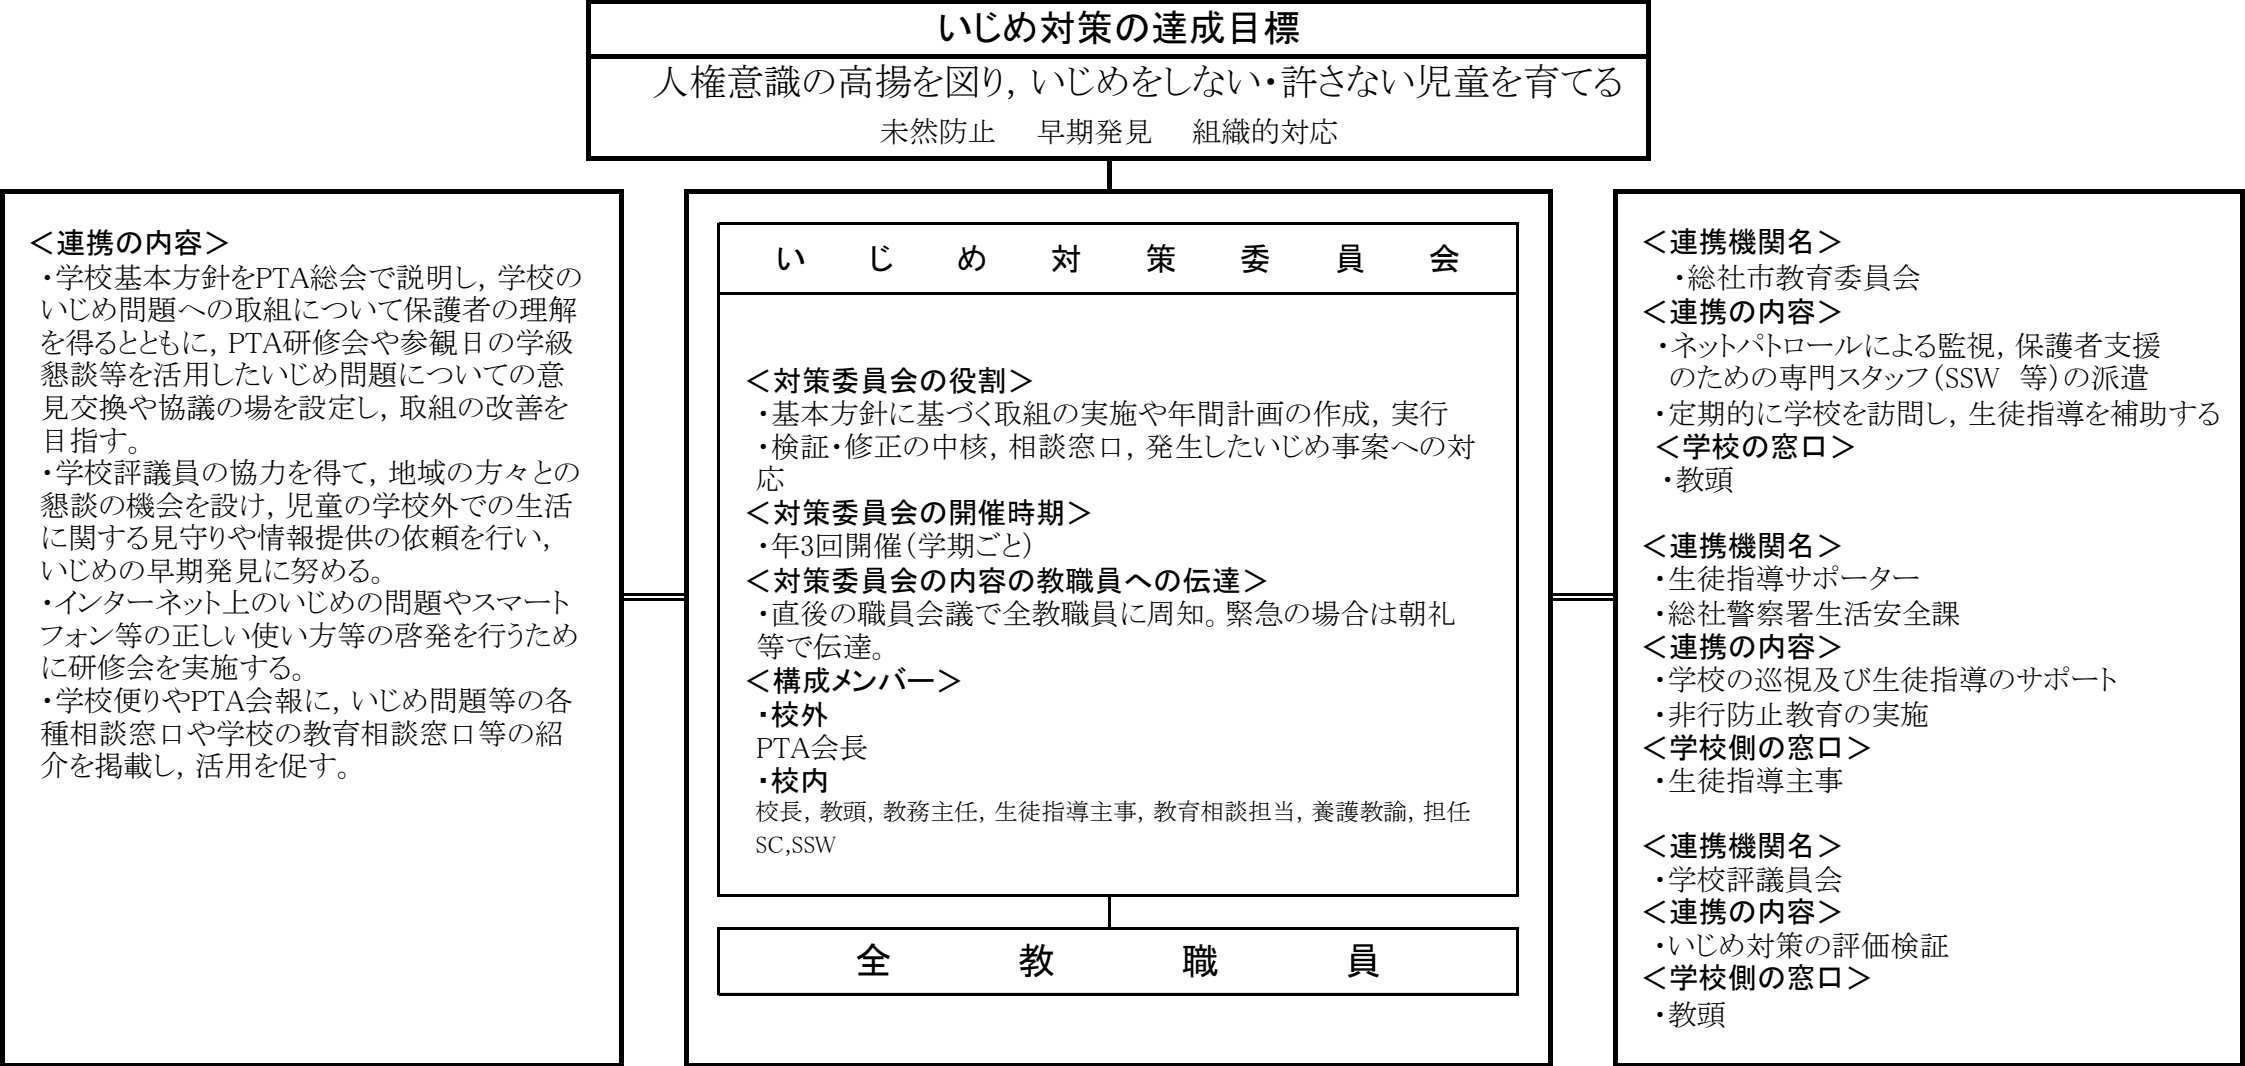 いじめ対策の達成目標
人権意識の高揚を図り，いじめをしない・許さない児童を育てる
未然防止　早期発見　組織的対応
＜連携の内容＞
・学校基本方針をPTA総会で説明し，学校の
いじめ問題への取組について保護者の理解
を得るとともに，PTA研修会や参観日の学級
懇談等を活用したいじめ問題についての意
見交換や協議の場を設定し，取組の改善を
目指す。
・学校評議員の協力を得て，地域の方々との
懇談の機会を設け，児童の学校外での生活
に関する見守りや情報提供の依頼を行い，
いじめの早期発見に努める。
・インターネット上のいじめの問題やスマート
フォン等の正しい使い方等の啓発を行うため
に研修会を実施する。
・学校便りやPTA会報に，いじめ問題等の各
種相談窓口や学校の教育相談窓口等の紹
介を掲載し，活用を促す。
いじめ対策委員会
＜対策委員会の役割＞
・基本方針に基づく取組の実施や年間計画の作成，実行
・検証・修正の中核，相談窓口，発生したいじめ事案への対
応
＜対策委員会の開催時期＞
・年3回開催（学期ごと）
＜対策委員会の内容の教職員への伝達＞
・直後の職員会議で全教職員に周知。緊急の場合は朝礼
等で伝達。
＜構成メンバー＞
・校外
PTA会長
・校内
校長，教頭，教務主任，生徒指導主事，教育相談担当，養護教諭，担任
SC,SSW
全教職員
＜連携機関名＞
・総社市教育委員会
＜連携の内容＞
・ネットパトロールによる監視，保護者支援
のための専門スタッフ（SSW　等）の派遣
・定期的に学校を訪問し，生徒指導を補助する
＜学校の窓口＞
・教頭
＜連携機関名＞
・生徒指導サポーター
・総社警察署生活安全課
＜連携の内容＞
・学校の巡視及び生徒指導のサポート
・非行防止教育の実施
＜学校側の窓口＞
・生徒指導主事
＜連携機関名＞
・学校評議員会
＜連携の内容＞
・いじめ対策の評価検証
＜学校側の窓口＞
・教頭